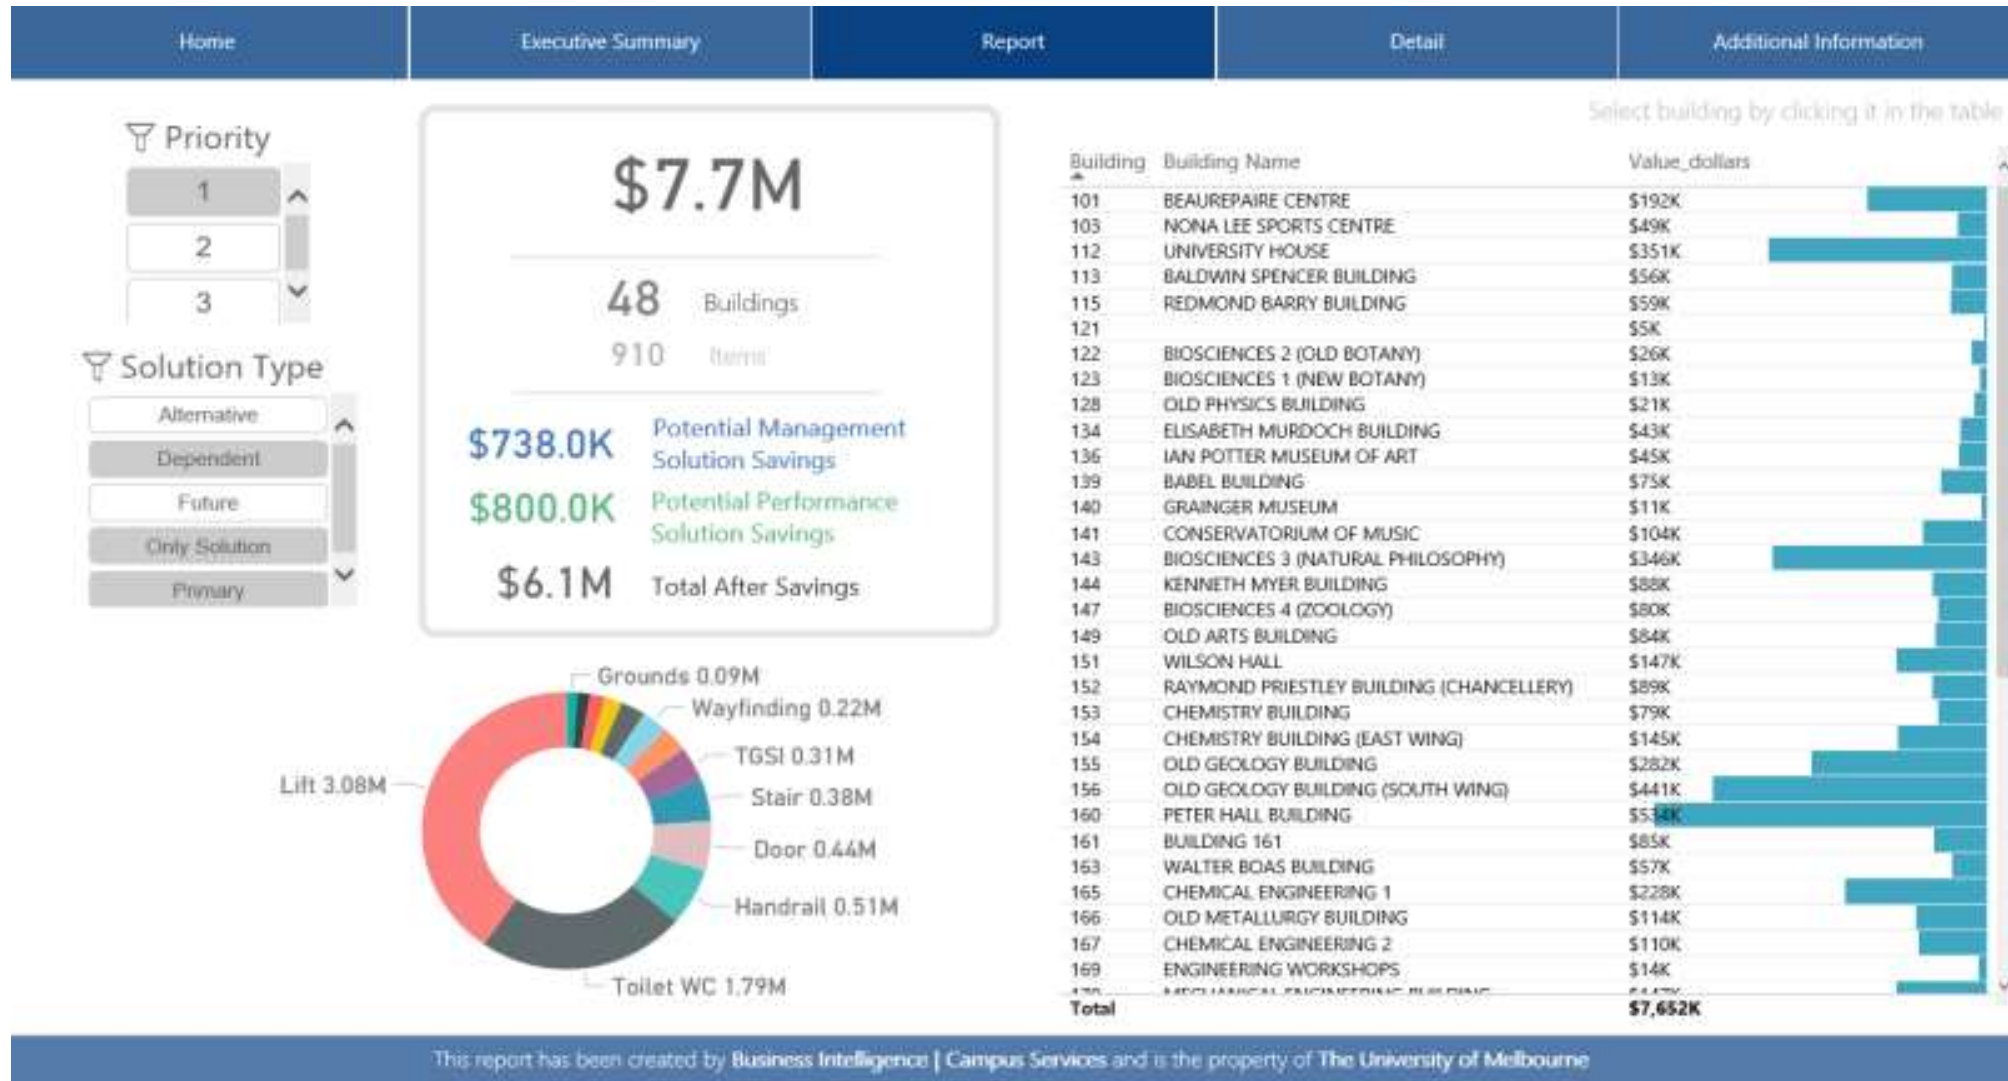 Home Executive Summary Report Detail Additional Information
Select building by clicking it in the table
Priority
1
2
3
Solution Type
Alternative
Dependent
Future
Only Solution
Primary
$7.7M
48 Buildings
910 Items
$738.0K Potential Management
Solution Savings
$800.0K Potential Performance
Solution Savings
$6.1M Total After Savings
Grounds 0.09M
Wayfinding 0.22M
TGSI 0.31M
Lift 3.08M
Stair 0.38M
Door 0.44M
Handrail 0.51M
Toilet WC 1.79M
Building Building Name Value_dollars
101 BEAUREPAIRE CENTRE $192K
103 NONA LEE SPORTS CENTRE $49K
112 UNIVERSITY HOUSE $351K
113 BALDWIN SPENCER BUILDING $56K
115 REDMOND BARRY BUILDING $59K
121 $5K
122 BIOSCIENCES 2 (OLD BOTANY) $26K
123 BIOSCIENCES 1 (NEW BOTANY) $13K
128 OLD PHYSICS BUILDING $21K
134 ELISABETH MURDOCH BUILDING $43K
136 IAN POTTER MUSEUM OF ART $45K
139 BABEL BUILDING $75K
140 GRAINGER MUSEUM $11K
141 CONSERVATORIUM OF MUSIC $104K
143 BIOSCIENCES 3 (NATURAL PHILOSOPHY) $346K
144 KENNETH MYER BUILDING $88K
147 BIOSCIENCES 4 (ZOOLOGY) $80K
149 OLD ARTS BUILDING $84K
151 WILSON HALL $147K
152 RAYMOND PRIESTLEY BUILDING (CHANCELLERY) $89K
153 CHEMISTRY BUILDING $79K
154 CHEMISTRY BUILDING (EAST WING) $145K
155 OLD GEOLOGY BUILDING $282K
156 OLD GEOLOGY BUILDING (SOUTH WING) $441K
160 PETER HALL BUILDING $534K
161 BUILDING 161 $85K
163 WALTER BOAS BUILDING $57K
165 CHEMICAL ENGINEERING 1 $228K
166 OLD METALLURGY BUILDING $114K
167 CHEMICAL ENGINEERING 2 $110K
169 ENGINEERING WORKSHOPS $14K
MECHANICAL ENGINEERING BUILDING
Total $7,652K
This report has been created by Business Intelligence | Campus Services and is the property of The University of Melbourne